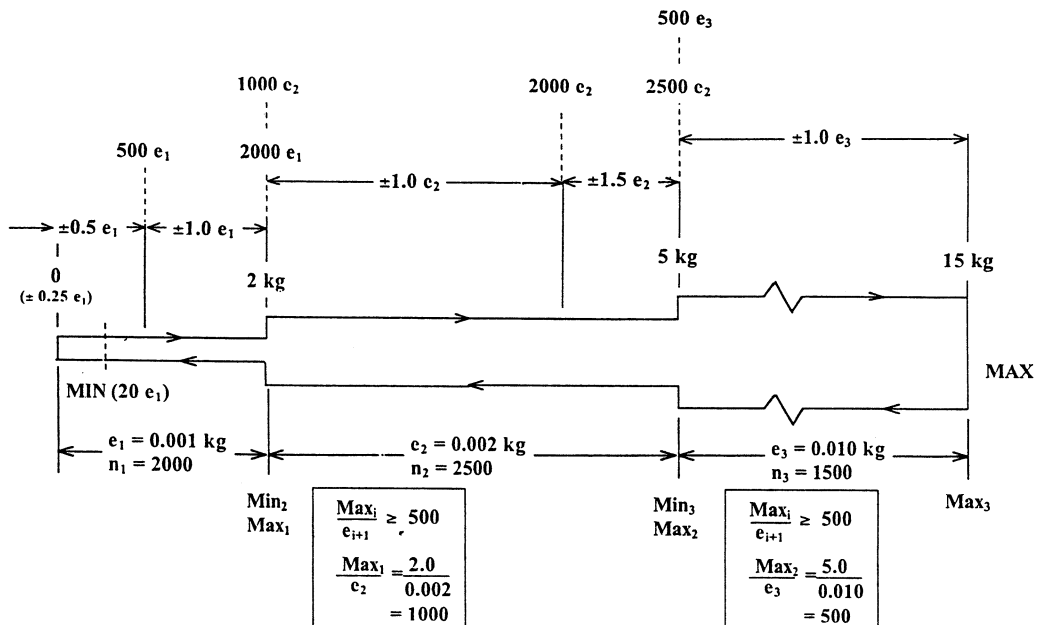 500 e₃
1000 c₂
2000 c₂
2500 c₂
500 e₁
2000 e₁
±1.0 e₃
±1.0 c₂
±1.5 e₂
±0.5 e₁
±1.0 e₁
0
(± 0.25 e₁)
2 kg
5 kg
15 kg
MIN (20 e₁)
MAX
e₁ = 0.001 kg
n₁ = 2000
c₂ = 0.002 kg
n₂ = 2500
e₃ = 0.010 kg
n₃ = 1500
Min₂
Max₁
Maxᵢ / eᵢ₊₁ ≥ 500
Max₁ / c₂ = 2.0 / 0.002
= 1000
Min₃
Max₂
Maxᵢ / eᵢ₊₁ ≥ 500
Max₂ / e₃ = 5.0 / 0.010
= 500
Max₃